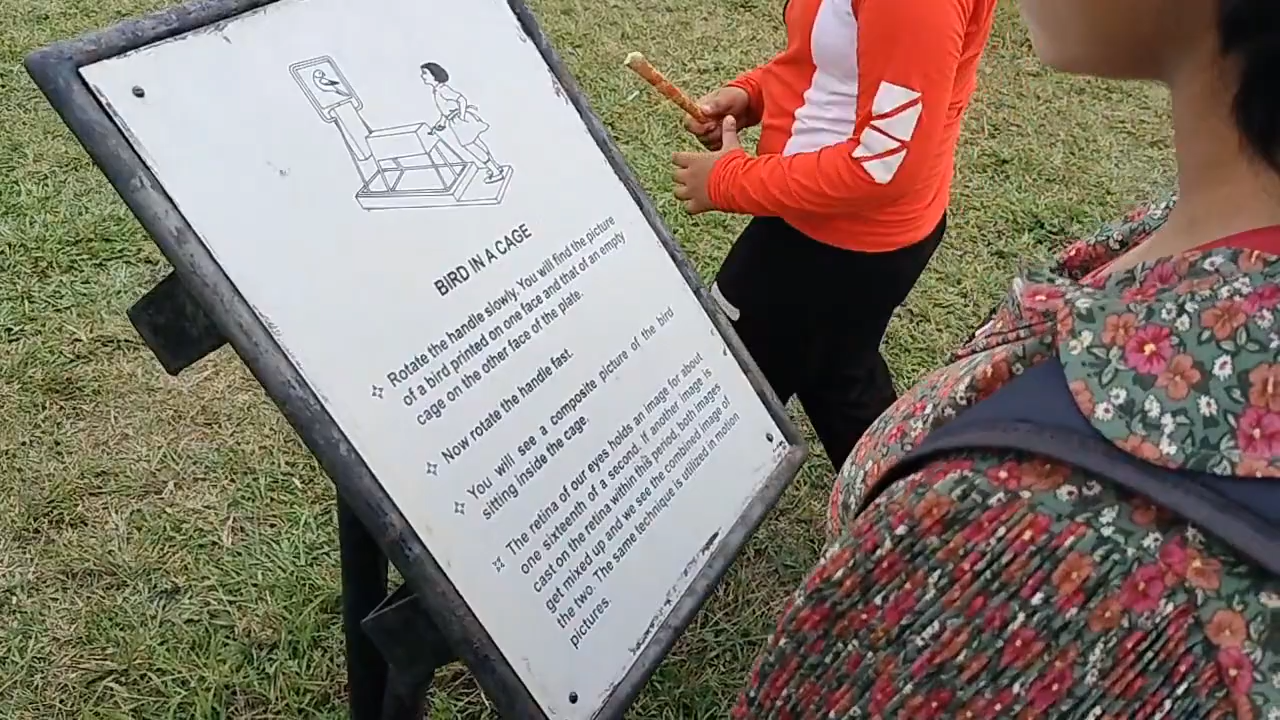 BIRD IN A CAGE
Rotate the handle slowly. You will find the picture
of a bird printed on one face and that of an empty
cage on the other face of the plate.
Now rotate the handle fast.
You will see a composite picture of the bird
sitting inside the cage.
The retina of our eyes holds an image for about
one sixteenth of a second. If another image is
cast on the retina within this period, both images
get mixed up and we see the combined image of
the two. The same technique is utilized in motion
pictures.